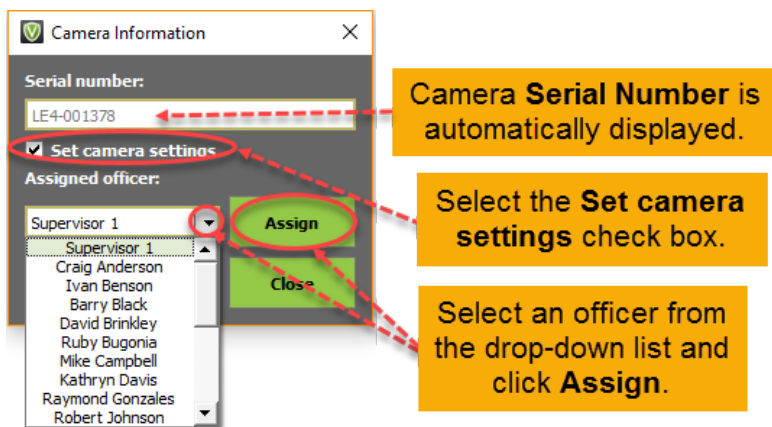 Camera Information
Serial number:
LE4-001378
Set camera settings
Assigned officer:
Supervisor 1
Assign
Close
Supervisor 1
Craig Anderson
Ivan Benson
Barry Black
David Brinkley
Ruby Bugonia
Mike Campbell
Kathryn Davis
Raymond Gonzales
Robert Johnson
Camera Serial Number is
automatically displayed.
Select the Set camera
settings check box.
Select an officer from
the drop-down list and
click Assign.